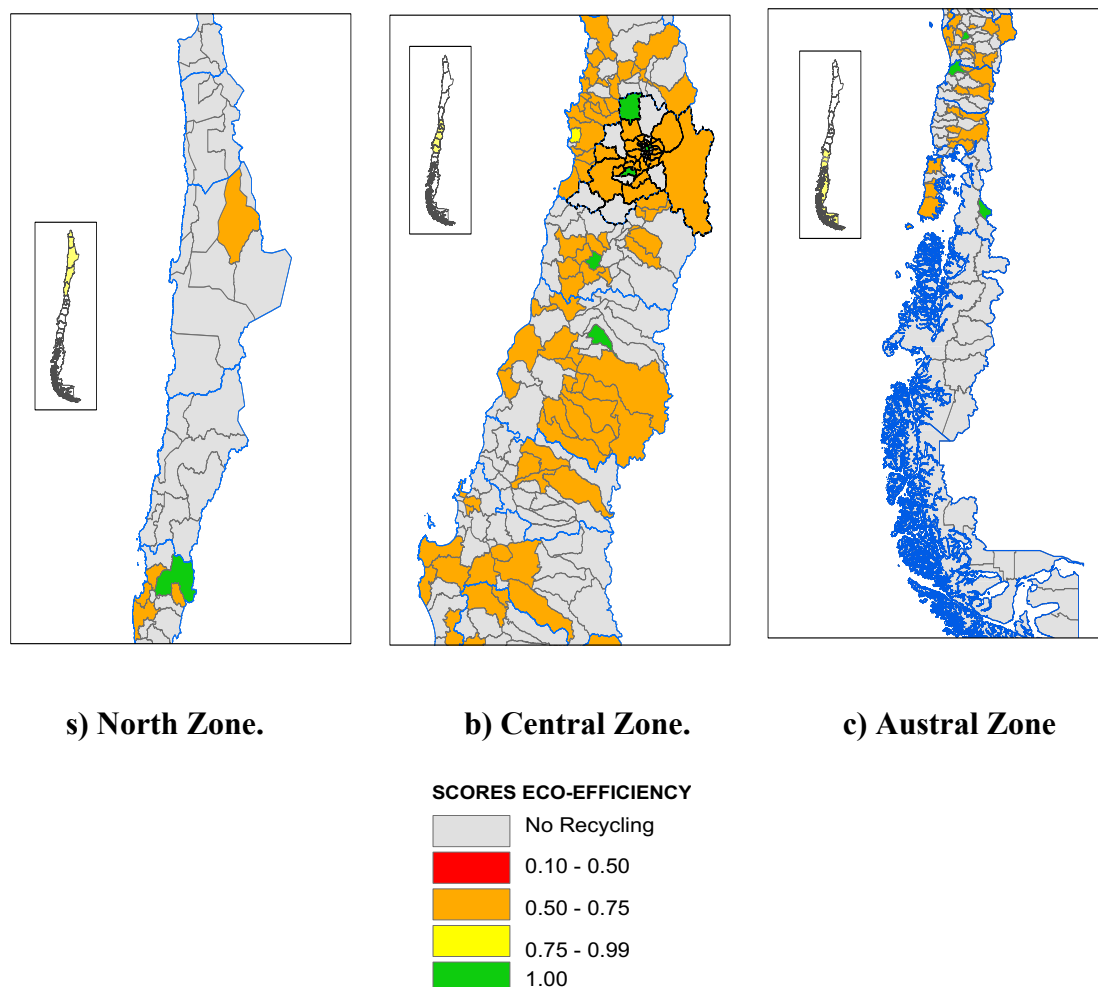 s) North Zone.
b) Central Zone.
c) Austral Zone
SCORES ECO-EFFICIENCY
No Recycling
0.10 - 0.50
0.50 - 0.75
0.75 - 0.99
1.00